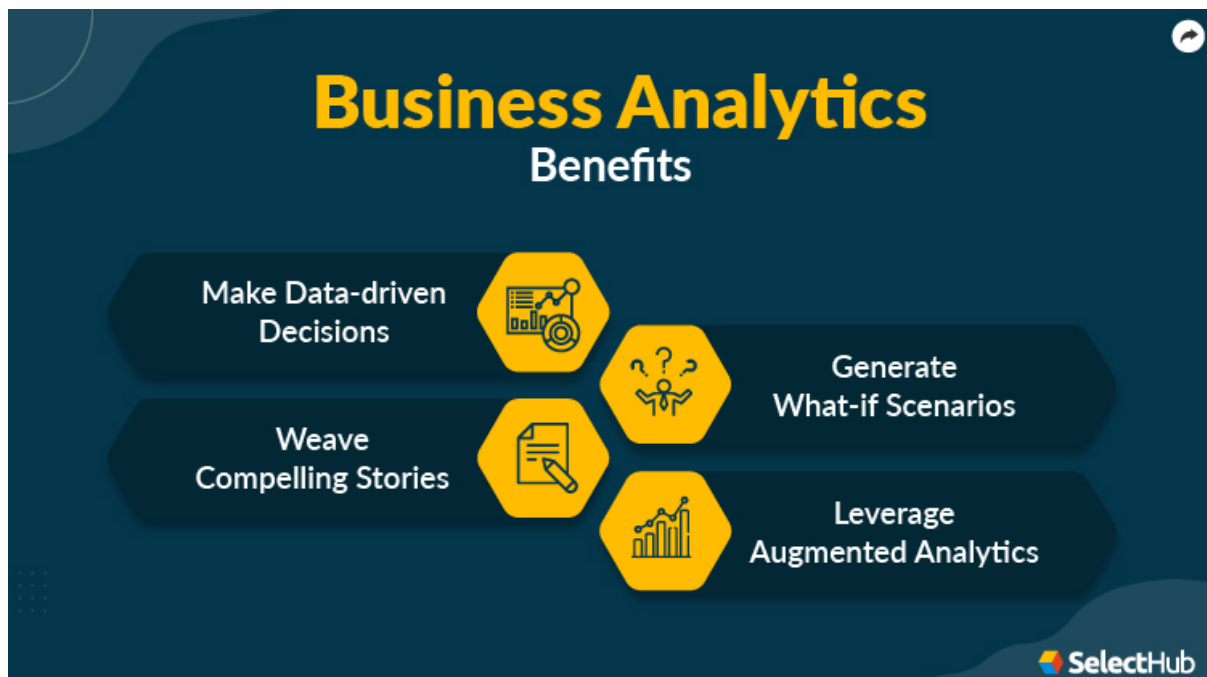 Business Analytics
Benefits
Make Data-driven
Decisions
Generate
What-if Scenarios
Weave
Compelling Stories
Leverage
Augmented Analytics
SelectHub